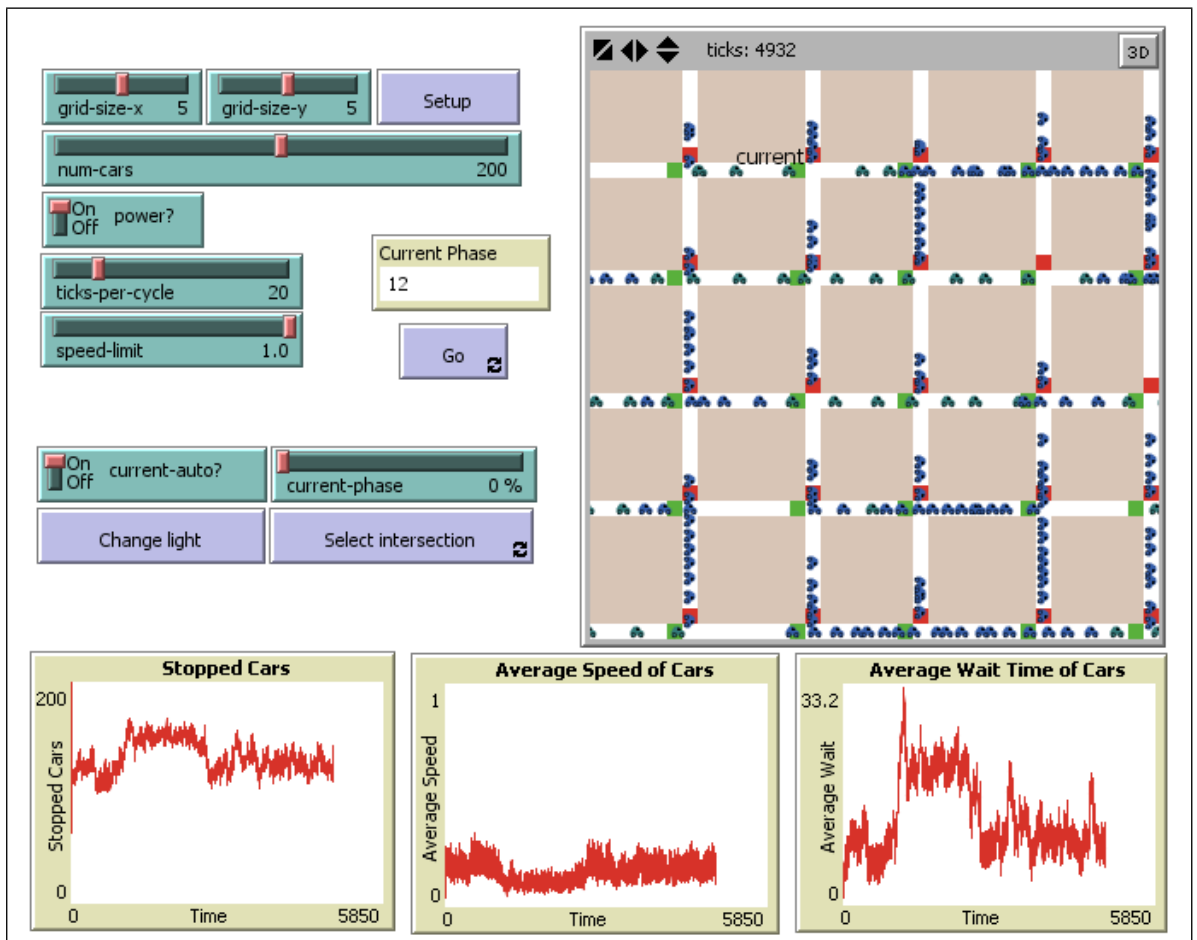 ticks: 4932
3D
grid-size-x 5
grid-size-y 5
Setup
num-cars 200
On
Off
power?
Current Phase
12
ticks-per-cycle 20
speed-limit 1.0
Go
current
On
Off
current-auto?
current-phase 0 %
Change light
Select intersection
Stopped Cars
200
Stopped Cars
0
0 Time 5850
Average Speed of Cars
1
Average Speed
0
0 Time 5850
Average Wait Time of Cars
33.2
Average Wait
0
0 Time 5850